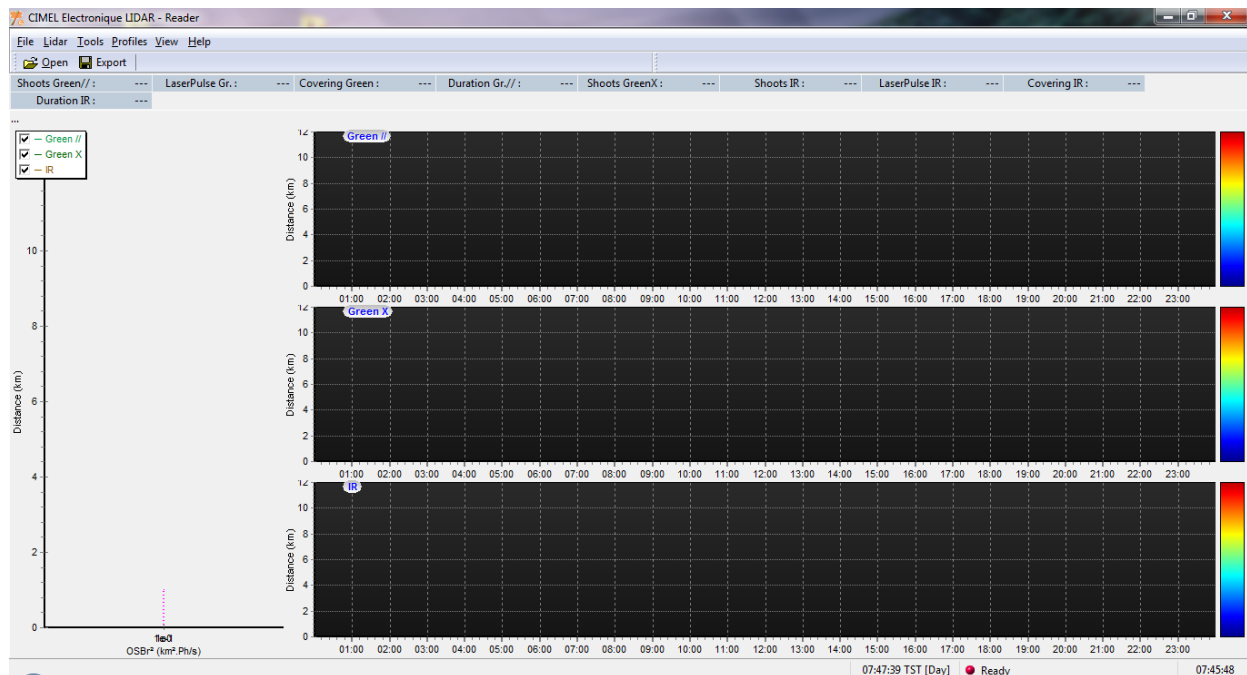 CIMEL Electronique LIDAR - Reader
File Lidar Tools Profiles View Help
Open Export
Shoots Green// : --- LaserPulse Gr. : --- Covering Green : --- Duration Gr.// : --- Shoots GreenX : --- Shoots IR : --- LaserPulse IR : --- Covering IR : ---
Duration IR : ---
...
Green //
Green X
IR
10
8
6
4
2
0
Distance (km)
OSBr² (km².Ph/s)
Green //
12
10
8
6
4
2
0
Distance (km)
01:00 02:00 03:00 04:00 05:00 06:00 07:00 08:00 09:00 10:00 11:00 12:00 13:00 14:00 15:00 16:00 17:00 18:00 19:00 20:00 21:00 22:00 23:00
Green X
12
10
8
6
4
2
0
Distance (km)
01:00 02:00 03:00 04:00 05:00 06:00 07:00 08:00 09:00 10:00 11:00 12:00 13:00 14:00 15:00 16:00 17:00 18:00 19:00 20:00 21:00 22:00 23:00
IR
12
10
8
6
4
2
0
Distance (km)
01:00 02:00 03:00 04:00 05:00 06:00 07:00 08:00 09:00 10:00 11:00 12:00 13:00 14:00 15:00 16:00 17:00 18:00 19:00 20:00 21:00 22:00 23:00
07:47:39 TST [Day] Ready 07:45:48